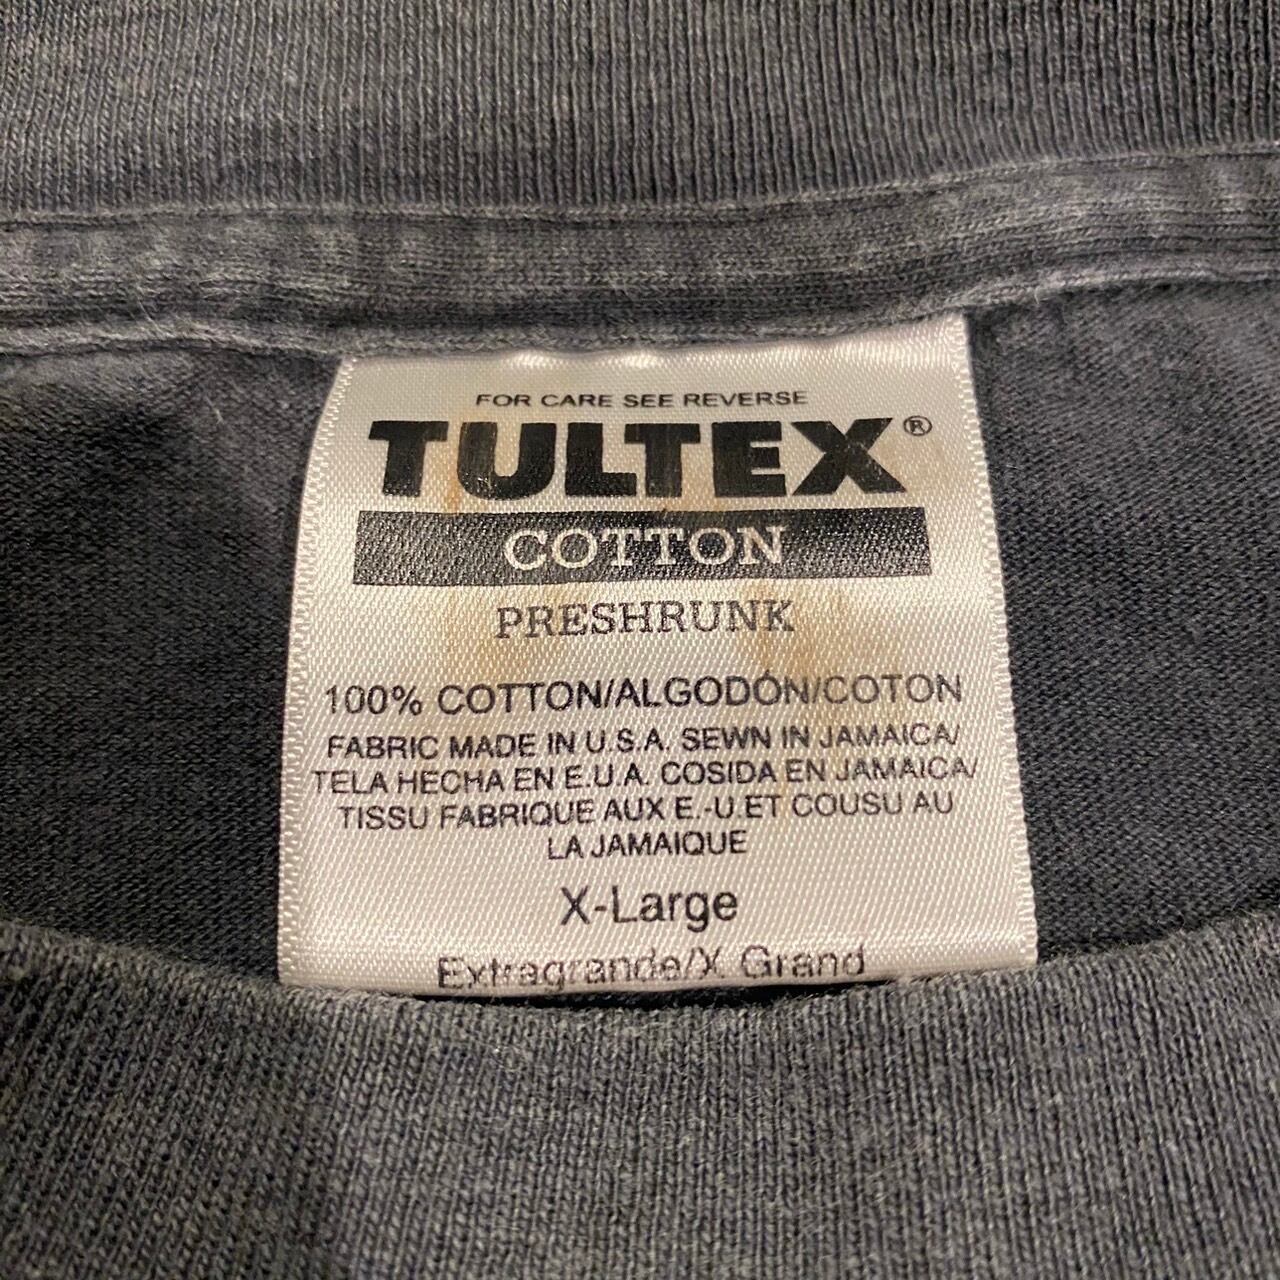 FOR CARE SEE REVERSE
TULTEX®
COTTON
PRESHRUNK
100% COTTON/ALGODÓN/COTON
FABRIC MADE IN U.S.A. SEWN IN JAMAICA/
TELA HECHA EN E.U.A. COSIDA EN JAMAICA/
TISSU FABRIQUE AUX E.-U.ET COUSU AU
LA JAMAIQUE
X-Large
Extragrande/X Grand